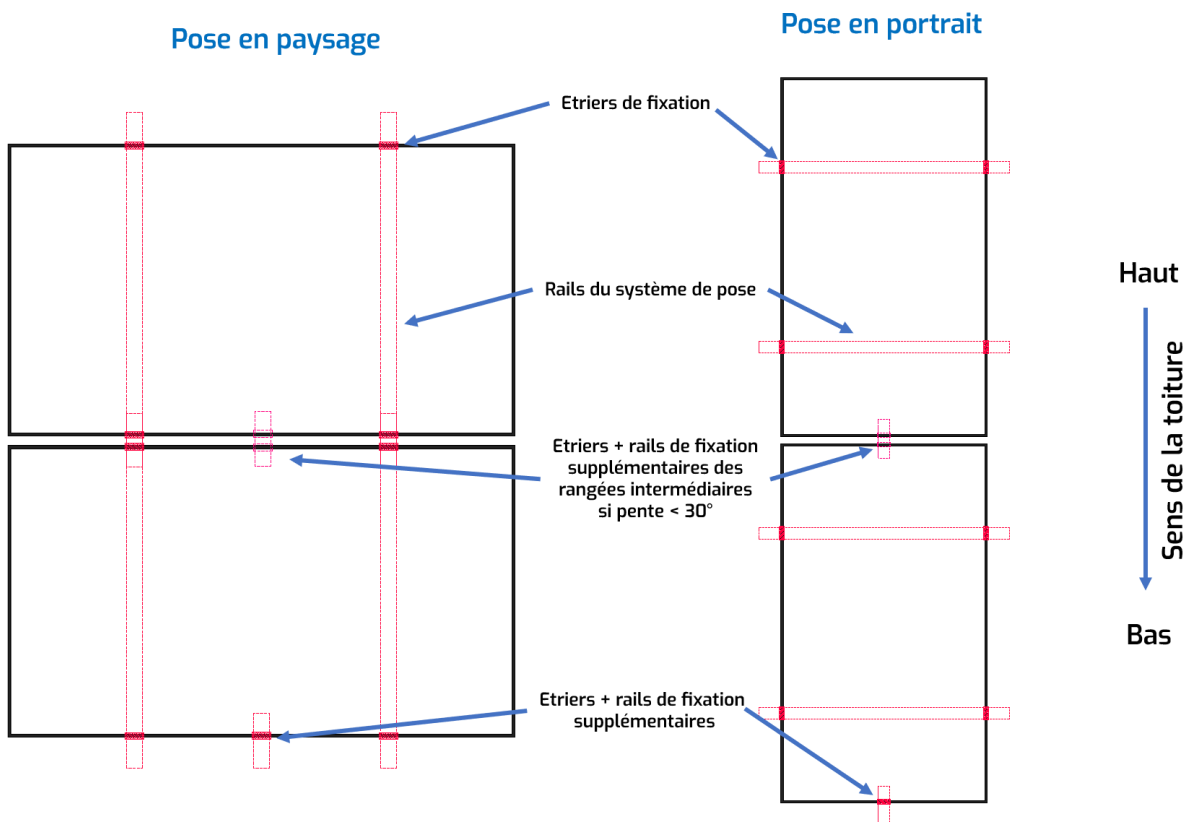 Pose en paysage
Pose en portrait
Etriers de fixation
Rails du système de pose
Etriers + rails de fixation
supplémentaires des
rangées intermédiaires
si pente < 30°
Etriers + rails de fixation
supplémentaires
Haut
Sens de la toiture
Bas